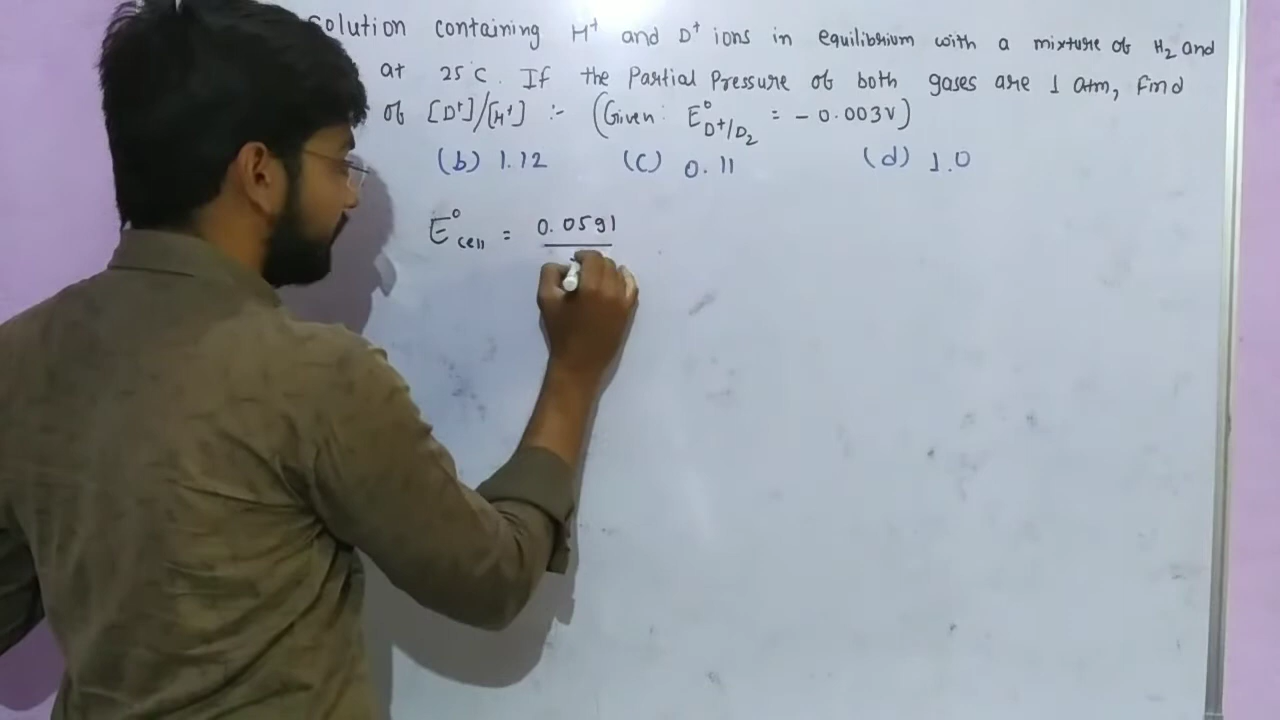 solution containing H⁺ and D⁺ ions in equilibrium with a mixture of H₂ and
at 25°C. If the Partial Pressure of both gases are 1 atm, find
of [D⁺]/[H⁺] :- (Given: E°D⁺/D₂ = - 0.003V)
(b) 1.12 (c) 0.11 (d) 1.0
E°cell = 0.0591